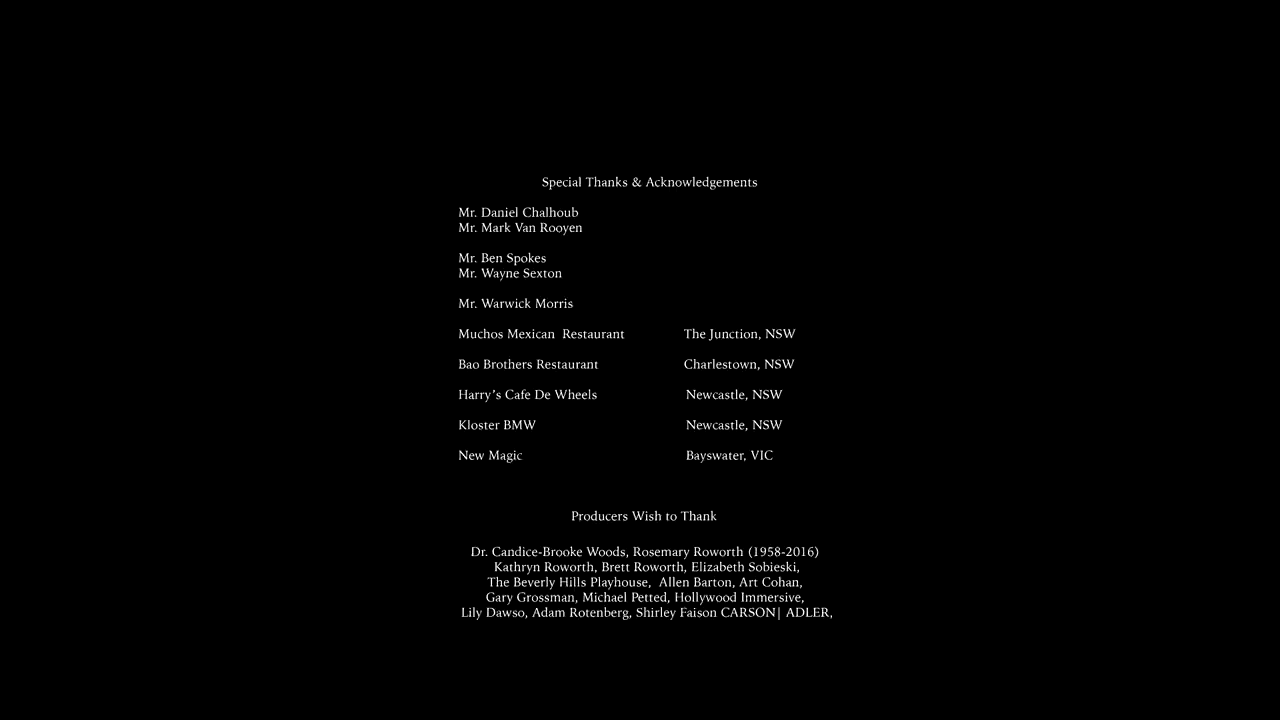 Special Thanks & Acknowledgements
Mr. Daniel Chalhoub
Mr. Mark Van Rooyen
Mr. Ben Spokes
Mr. Wayne Sexton
Mr. Warwick Morris
Muchos Mexican  Restaurant The Junction, NSW
Bao Brothers Restaurant Charlestown, NSW
Harry's Cafe De Wheels Newcastle, NSW
Kloster BMW Newcastle, NSW
New Magic Bayswater, VIC
Producers Wish to Thank
Dr. Candice-Brooke Woods, Rosemary Roworth (1958-2016)
Kathryn Roworth, Brett Roworth, Elizabeth Sobieski,
The Beverly Hills Playhouse,  Allen Barton, Art Cohan,
Gary Grossman, Michael Petted, Hollywood Immersive,
Lily Dawso, Adam Rotenberg, Shirley Faison CARSON| ADLER,